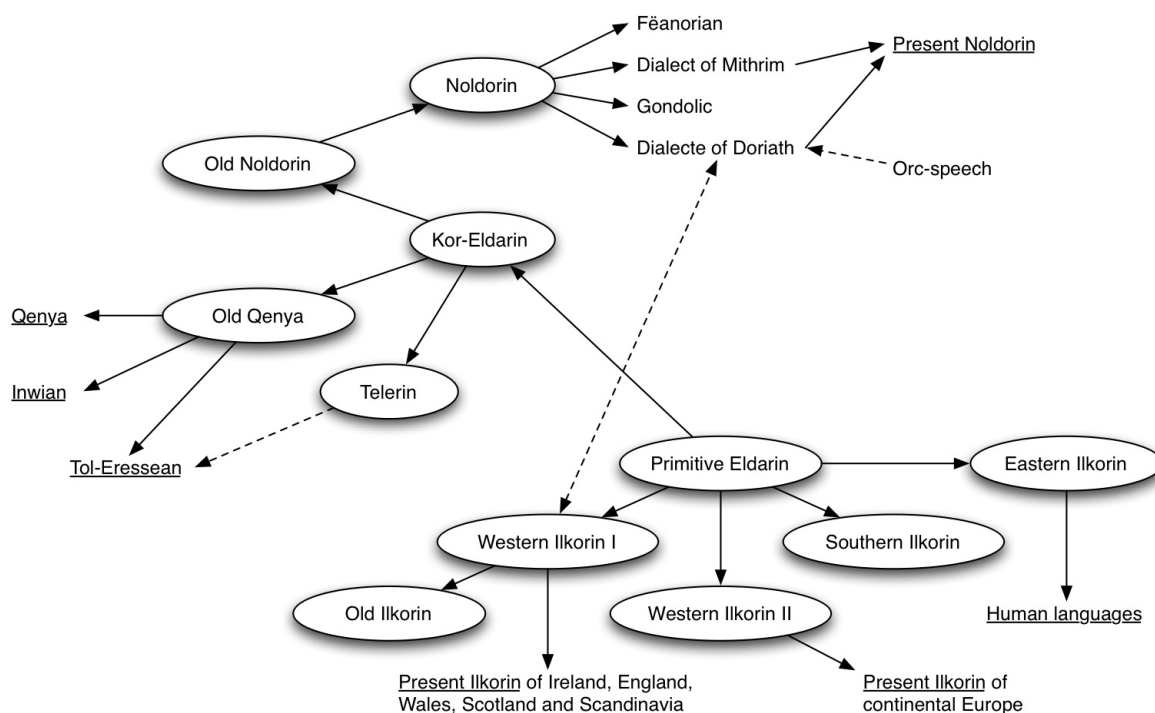 Fëanorian
Present Noldorin
Dialect of Mithrim
Noldorin
Gondolic
Dialecte of Doriath
Old Noldorin
Orc-speech
Kor-Eldarin
Qenya
Old Qenya
Inwian
Telerin
Tol-Eressean
Primitive Eldarin
Eastern Ilkorin
Western Ilkorin I
Southern Ilkorin
Old Ilkorin
Western Ilkorin II
Human languages
Present Ilkorin of Ireland, England,
Wales, Scotland and Scandinavia
Present Ilkorin of
continental Europe